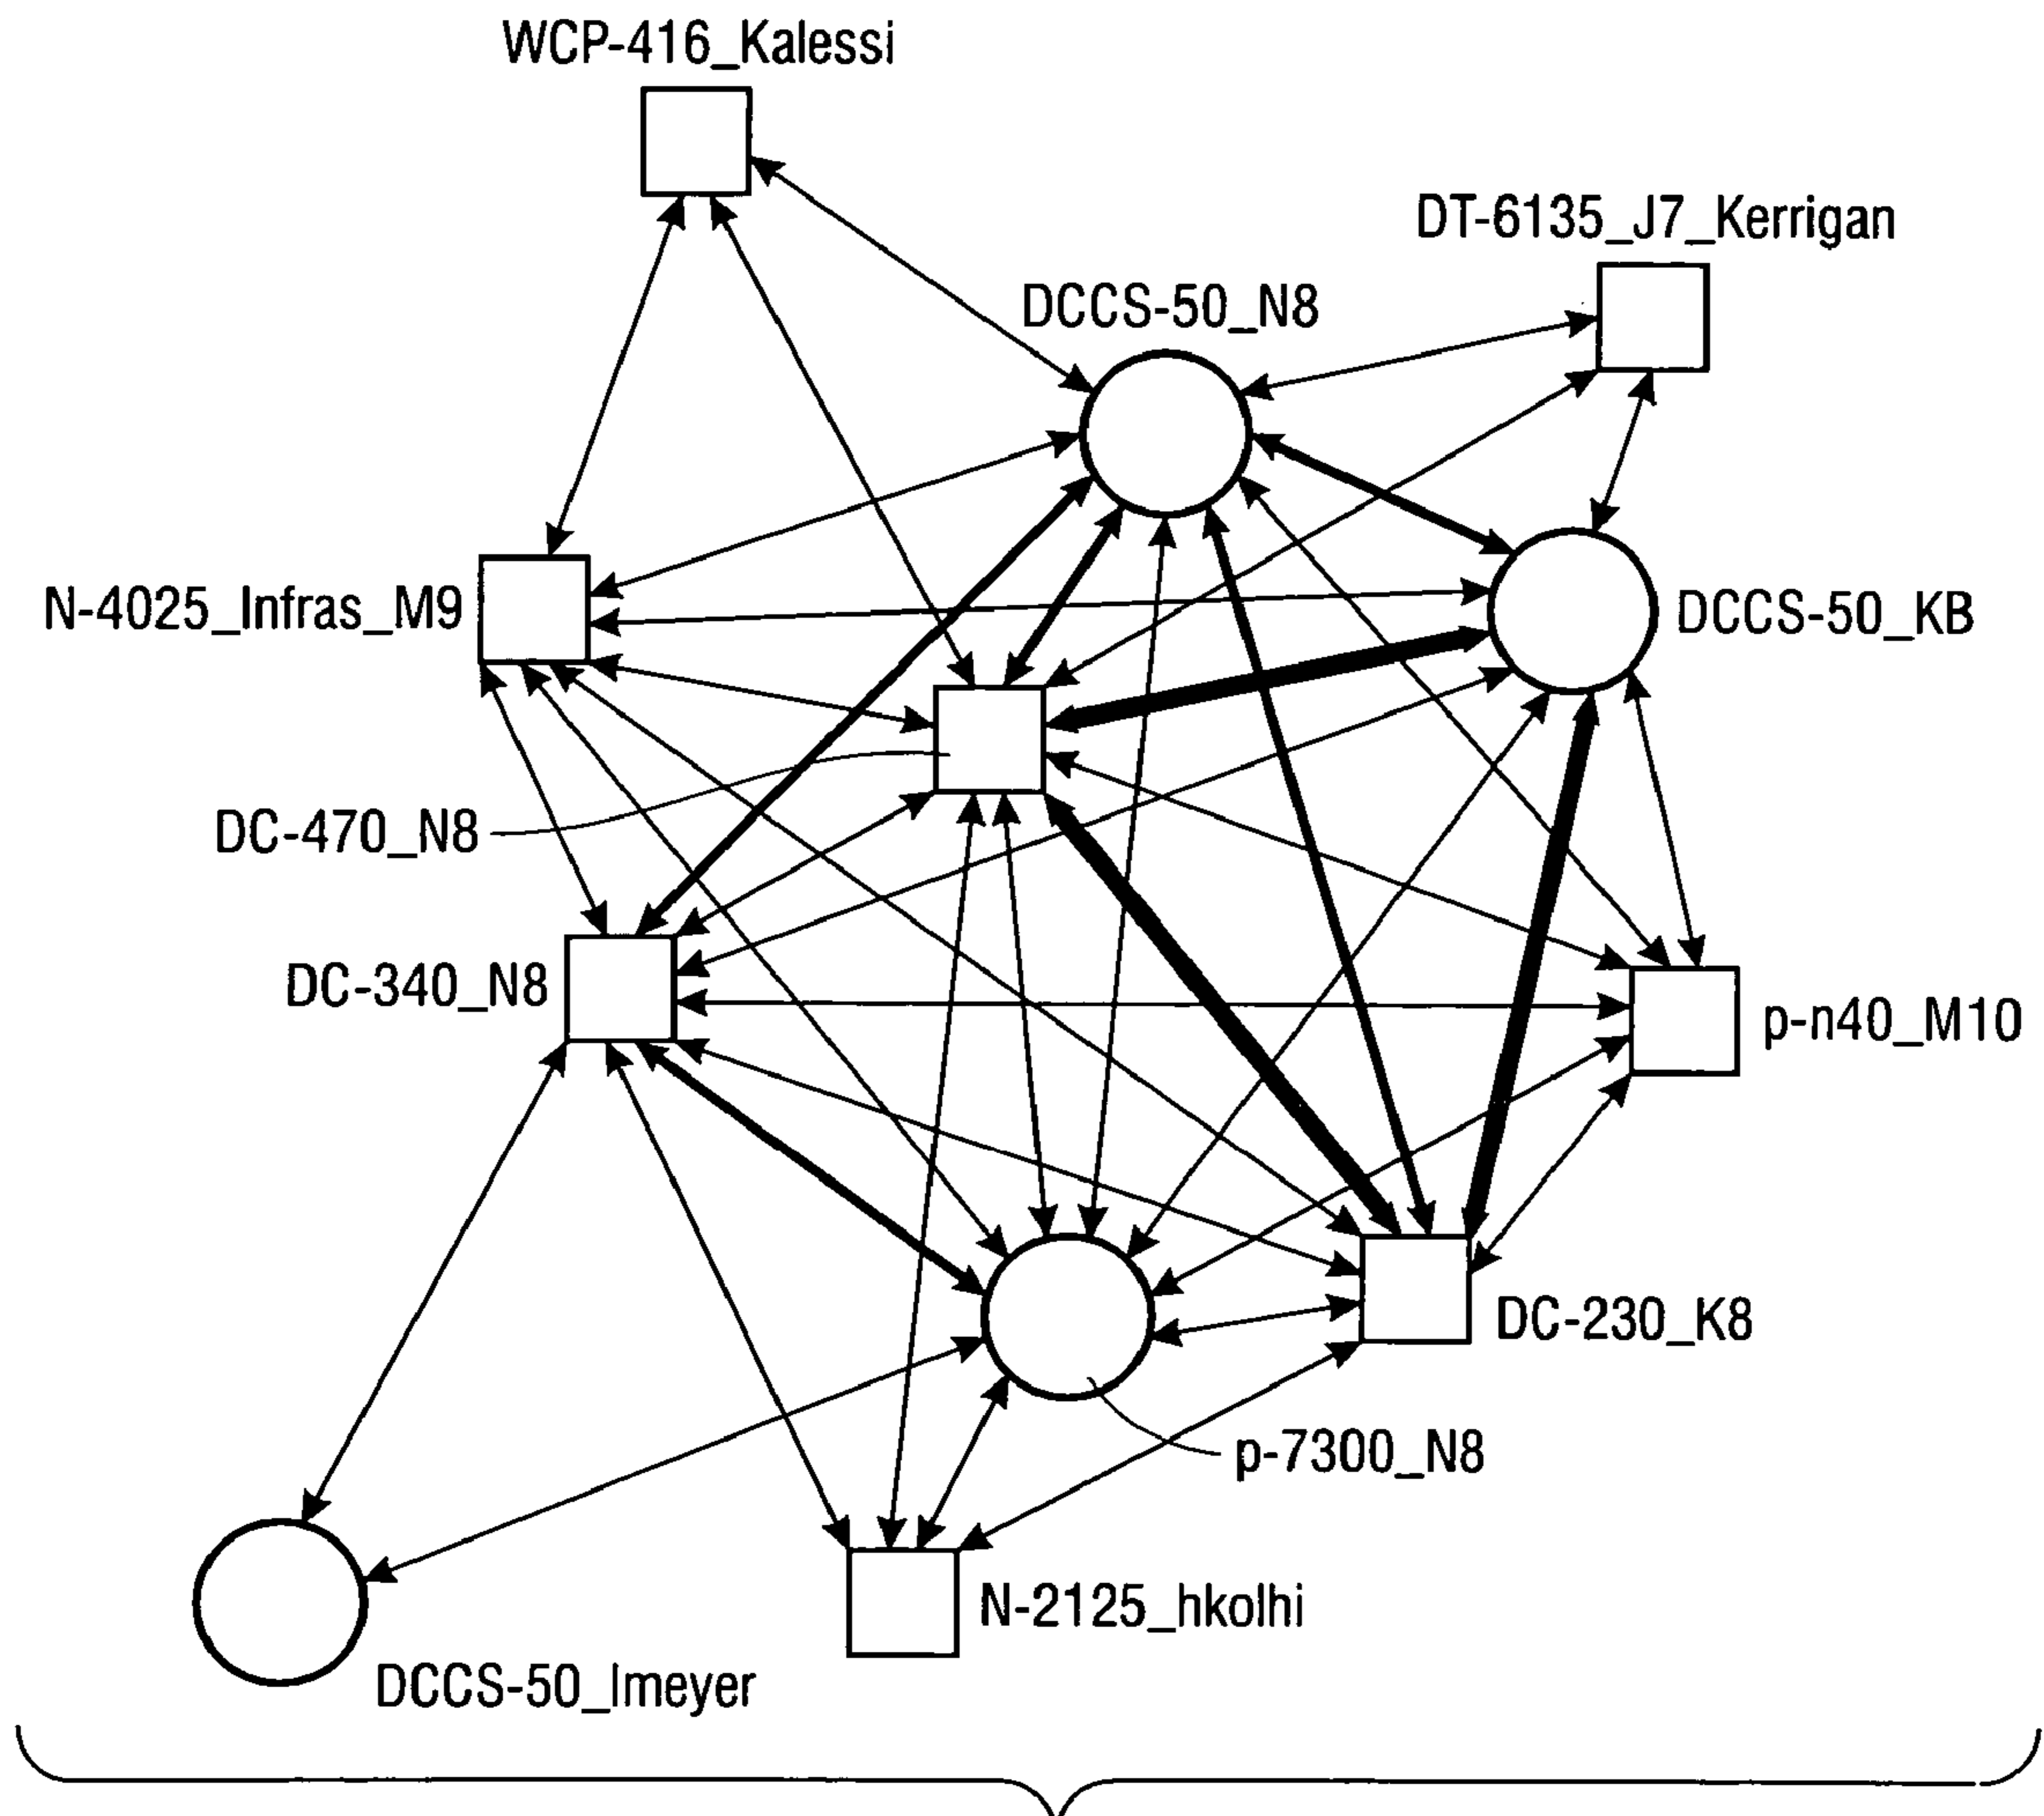 WCP-416_Kalessi
DT-6135_J7_Kerrigan
DCCS-50_N8
N-4025_Infras_M9
DCCS-50_KB
DC-470_N8
DC-340_N8
p-n40_M10
DC-230_K8
p-7300_N8
N-2125_hkolhi
DCCS-50_lmeyer